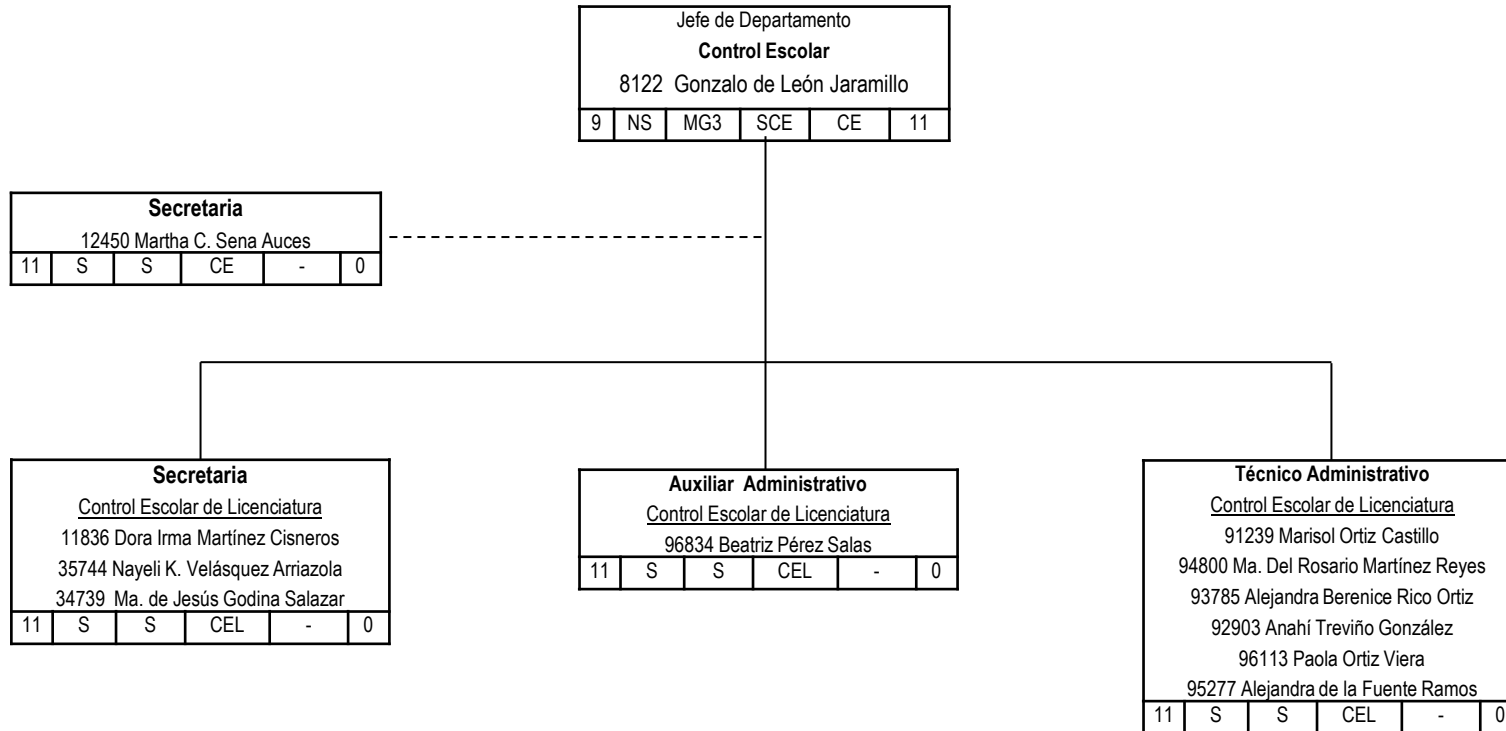 Jefe de Departamento
Control Escolar
8122 Gonzalo de León Jaramillo
9 NS MG3 SCE CE 11
Secretaria
12450 Martha C. Sena Auces
11 S S CE - 0
Secretaria
Control Escolar de Licenciatura
11836 Dora Irma Martínez Cisneros
35744 Nayeli K. Velásquez Arriazola
34739 Ma. de Jesús Godina Salazar
11 S S CEL - 0
Auxiliar Administrativo
Control Escolar de Licenciatura
96834 Beatriz Pérez Salas
11 S S CEL - 0
Técnico Administrativo
Control Escolar de Licenciatura
91239 Marisol Ortiz Castillo
94800 Ma. Del Rosario Martínez Reyes
93785 Alejandra Berenice Rico Ortiz
92903 Anahí Treviño González
96113 Paola Ortiz Viera
95277 Alejandra de la Fuente Ramos
11 S S CEL - 0